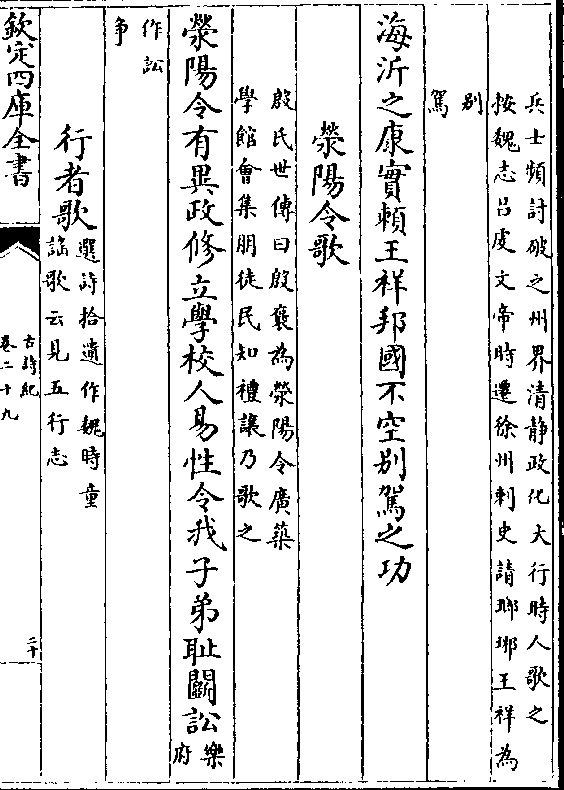 兵士頻討破之州界清静政化大行時人歌之
按魏志吕虔文帝時遷徐州刺史請瑯琊王祥為
别
駕
海沂之康實頼王祥邦國不空别駕之功
滎陽令歌
殷氏世傳曰殷褒為滎陽令廣築
學館會集朋徒民知禮讓乃歌之
滎陽令有異政修立學校人易性令我子弟耻鬭訟
樂
府
作訟
争
行者歌
選詩拾遺作魏時童
謡歌云見五行志
欽定四庫全書
古詩紀
卷二十九
二十